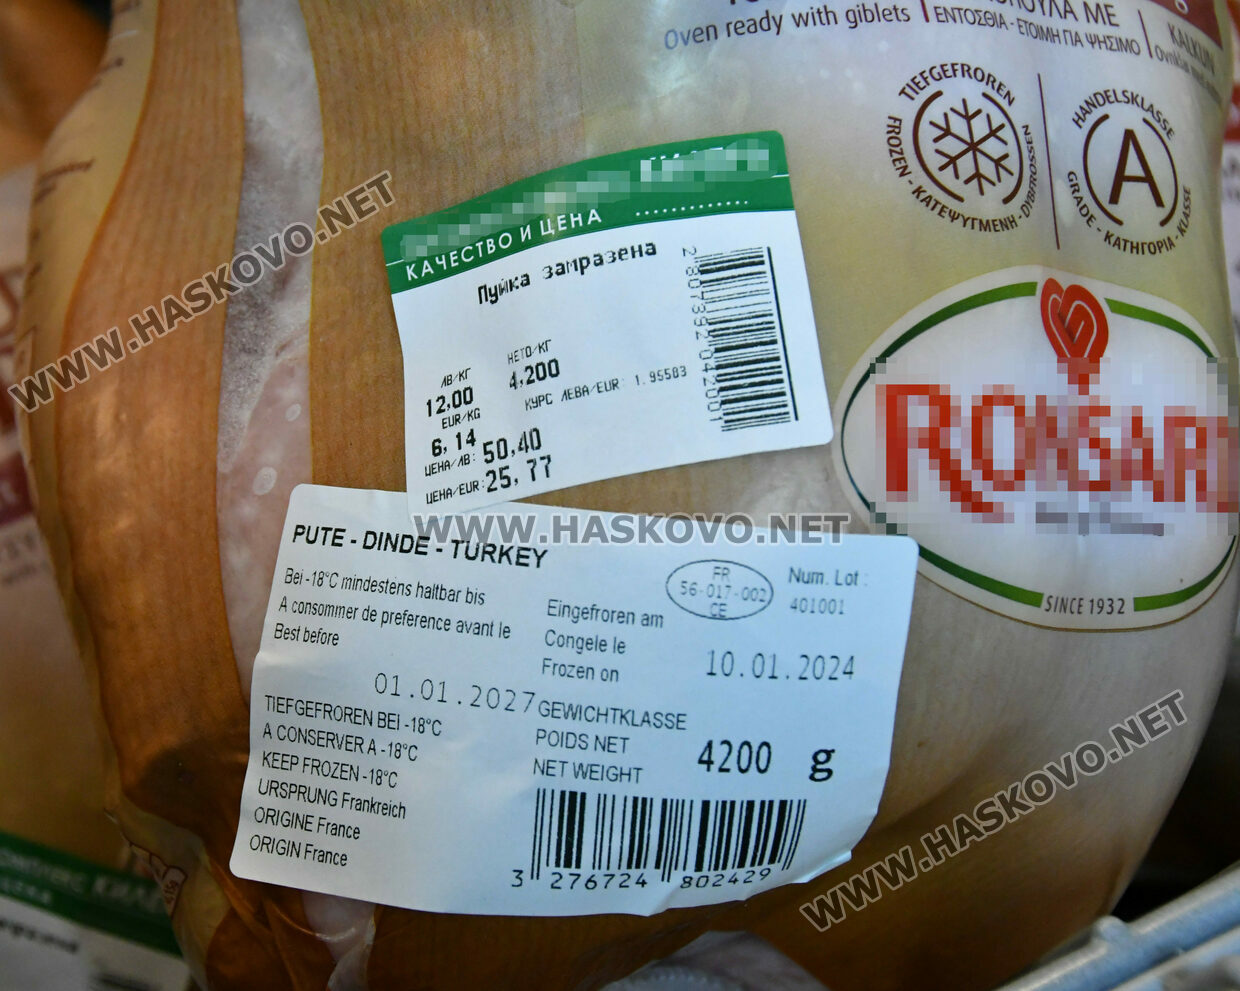 Oven ready with giblets
ΕΝΤΟΣΘΙΑ - ΕΤΟΙΜΗ ΓΙΑ ΨΗΣΙΜΟ
KALKUN
TIEFGEFROREN
FROZEN - ΚΑΤΕΨΥΓΜΕΝΗ - DYBFROSSEN
HANDELSKLASSE
A
GRADE - ΚΑΤΗΓΟΡΙΑ - KLASSE
RONSARD
SINCE 1932
КАЧЕСТВО И ЦЕНА
Пуйка замразена
ЛВ/КГ
НЕТО/КГ
12,00
4,200
EUR/KG
КУРС ЛЕВА/EUR: 1.95583
6,14
ЦЕНА/ЛВ: 50,40
ЦЕНА/EUR: 25,77
2807392042001
WWW.HASKOVO.NET
WWW.HASKOVO.NET
WWW.HASKOVO.NET
PUTE - DINDE - TURKEY
Bei -18°C mindestens haltbar bis
A consommer de preference avant le
Best before
01.01.2027
Eingefroren am
Congele le
Frozen on
10.01.2024
FR
56-017-002
CE
Num. Lot :
401001
TIEFGEFROREN BEI -18°C
A CONSERVER A -18°C
KEEP FROZEN -18°C
URSPRUNG Frankreich
ORIGINE France
ORIGIN France
GEWICHTKLASSE
POIDS NET
NET WEIGHT
4200 g
3 276724 802429